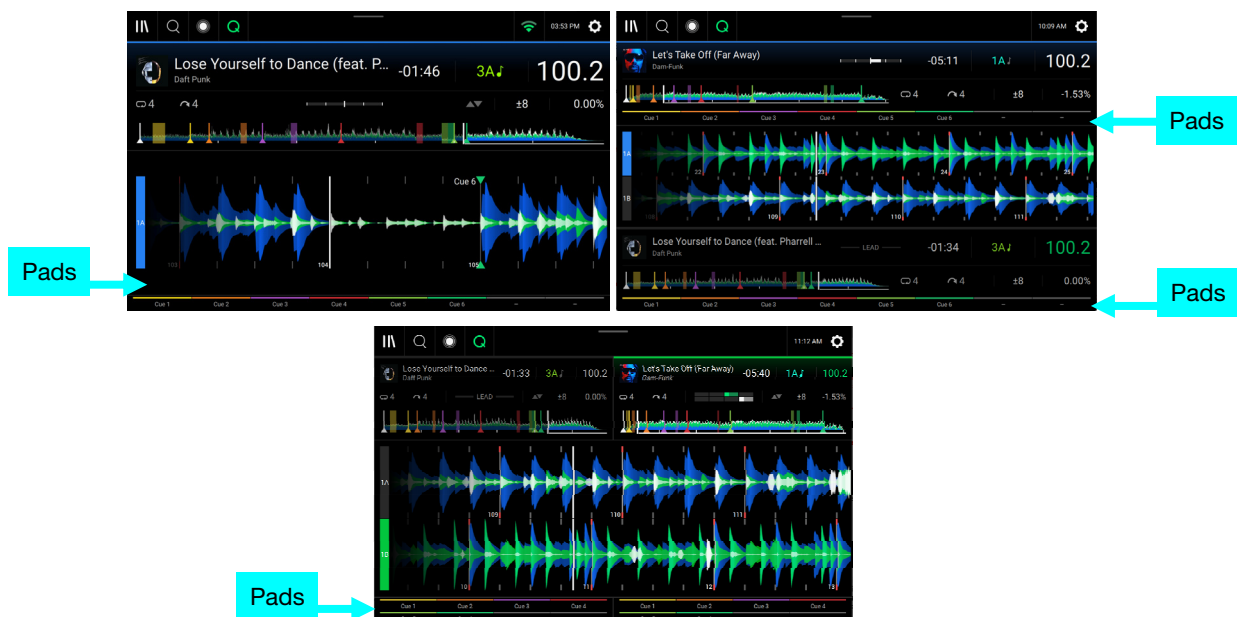 03:53 PM
Lose Yourself to Dance (feat. P...
Daft Punk
-01:46
3A
100.2
4
4
±8
0.00%
Cue 6
1A
103
104
105
Cue 1 Cue 2 Cue 3 Cue 4 Cue 5 Cue 6 – –
Pads
10:09 AM
Let's Take Off (Far Away)
Dam-Funk
-05:11
1A
100.2
4
4
±8
-1.53%
Cue 1 Cue 2 Cue 3 Cue 4 Cue 5 Cue 6 – –
Pads
1A
22 23 24 25
1B
108 109 110 111
Lose Yourself to Dance (feat. Pharrell ...
Daft Punk
LEAD
-01:34
3A
100.2
4
4
±8
0.00%
Cue 1 Cue 2 Cue 3 Cue 4 Cue 5 Cue 6 – –
Pads
11:12 AM
Lose Yourself to Dance ...
Daft Punk
-01:33
3A
100.2
4
4
LEAD
±8
0.00%
Let's Take Off (Far Away)
Dam-Funk
-05:40
1A
100.2
4
4
±8
-1.53%
1A
109 110 111
10 11 12 13
Pads
Cue 1 Cue 2 Cue 3 Cue 4
Cue 1 Cue 2 Cue 3 Cue 4